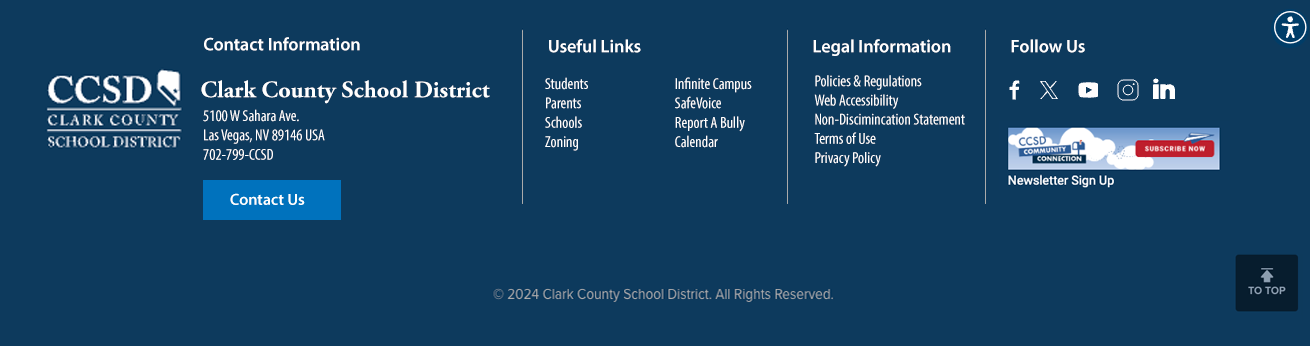 CCSD
CLARK COUNTY
SCHOOL DISTRICT
Contact Information
Clark County School District
5100 W Sahara Ave.
Las Vegas, NV 89146 USA
702-799-CCSD
Contact Us
Useful Links
Students
Parents
Schools
Zoning
Infinite Campus
SafeVoice
Report A Bully
Calendar
Legal Information
Policies & Regulations
Web Accessibility
Non-Discimincation Statement
Terms of Use
Privacy Policy
Follow Us
CCSD
COMMUNITY
CONNECTION
SUBSCRIBE NOW
Newsletter Sign Up
TO TOP
© 2024 Clark County School District. All Rights Reserved.